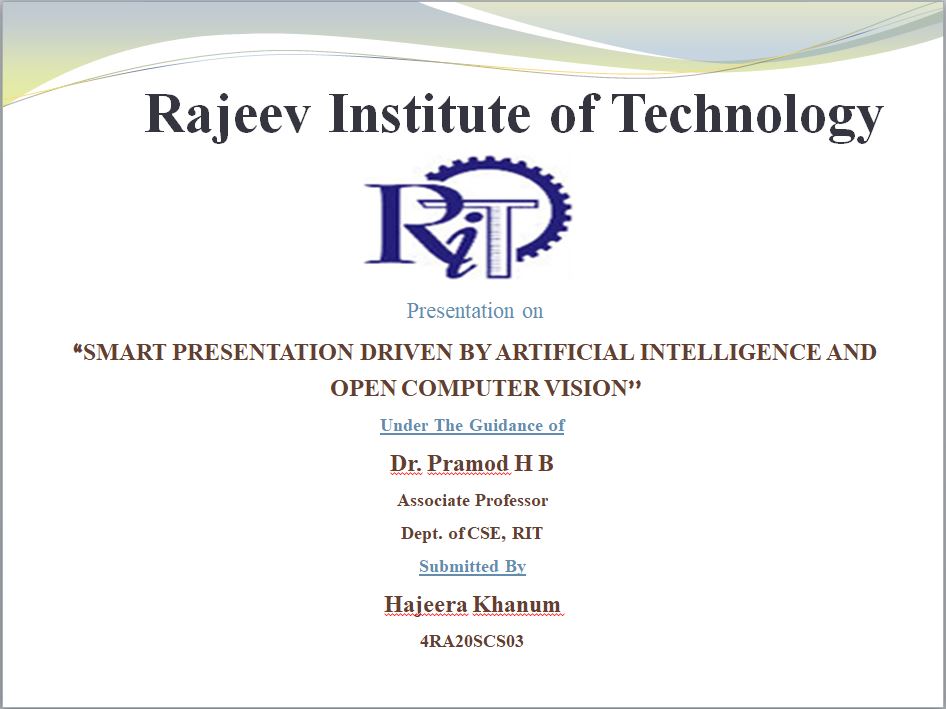 Rajeev Institute of Technology
RiT
Presentation on
“SMART PRESENTATION DRIVEN BY ARTIFICIAL INTELLIGENCE AND
OPEN COMPUTER VISION”
Under The Guidance of
Dr. Pramod H B
Associate Professor
Dept. of CSE, RIT
Submitted By
Hajeera Khanum
4RA20SCS03